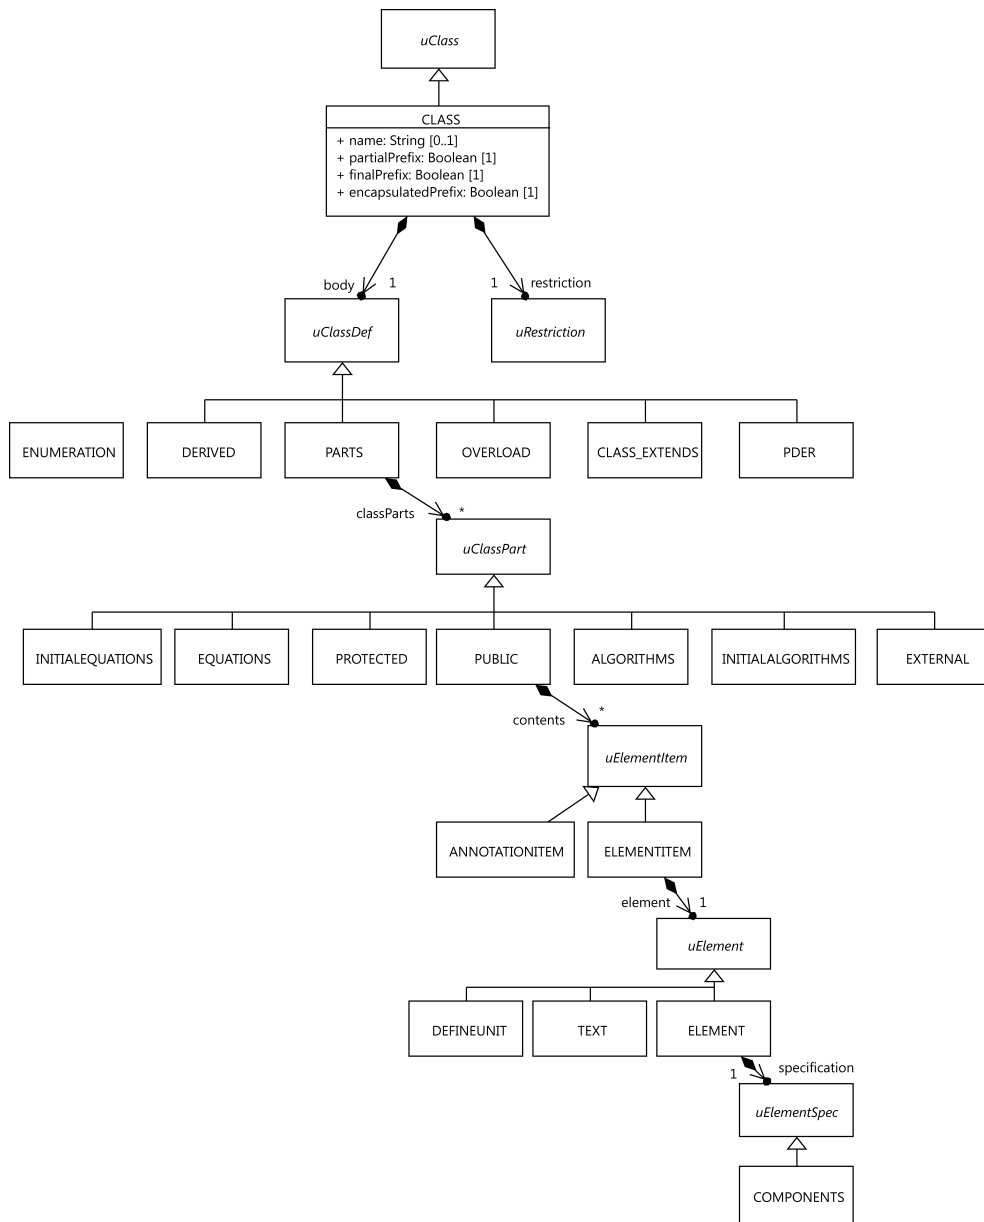 uClass
CLASS
+ name: String [0..1]
+ partialPrefix: Boolean [1]
+ finalPrefix: Boolean [1]
+ encapsulatedPrefix: Boolean [1]
body 1 1 restriction
uClassDef uRestriction
ENUMERATION DERIVED PARTS OVERLOAD CLASS_EXTENDS PDER
classParts *
uClassPart
INITIALEQUATIONS EQUATIONS PROTECTED PUBLIC ALGORITHMS INITIALALGORITHMS EXTERNAL
contents *
uElementItem
ANNOTATIONITEM ELEMENTITEM
element 1
uElement
DEFINEUNIT TEXT ELEMENT
1 specification
uElementSpec
COMPONENTS